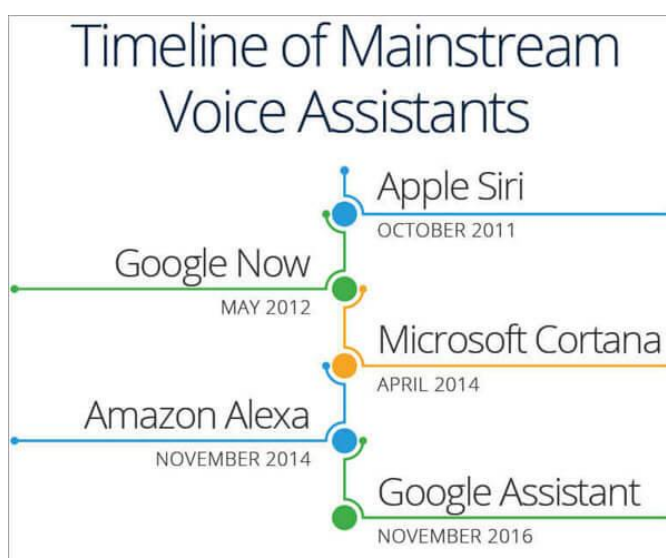 Timeline of Mainstream
Voice Assistants
Apple Siri
OCTOBER 2011
Google Now
MAY 2012
Microsoft Cortana
APRIL 2014
Amazon Alexa
NOVEMBER 2014
Google Assistant
NOVEMBER 2016